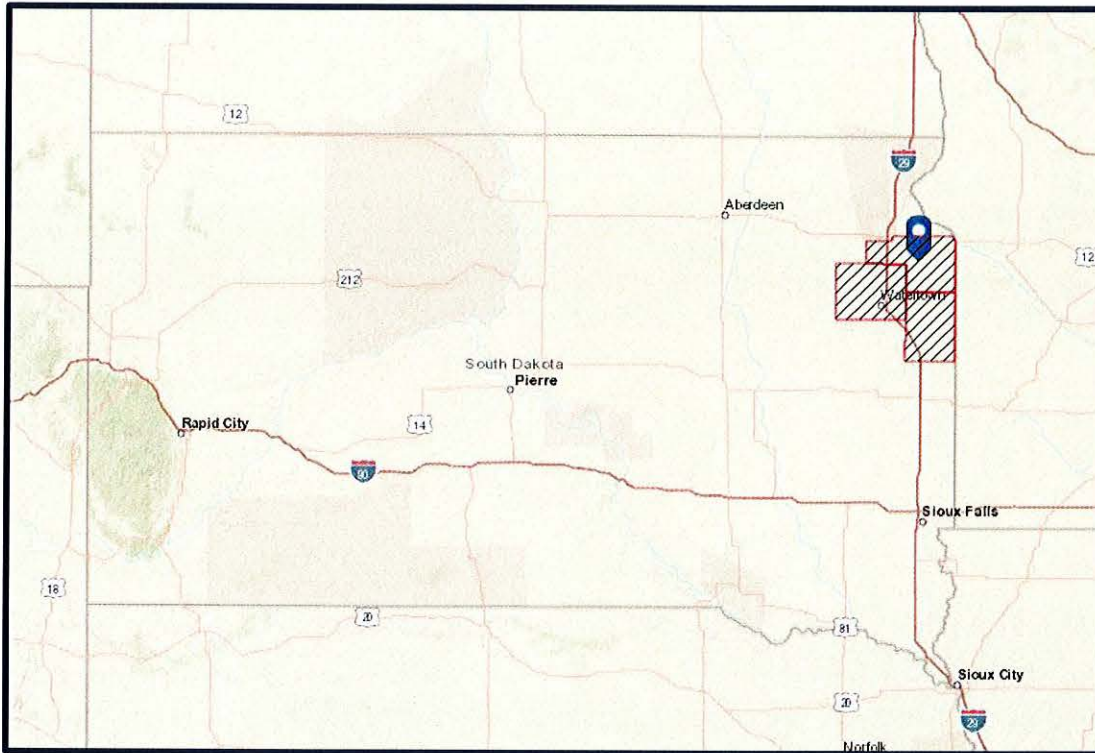 12
29
Aberdeen
12
212
Watertown
South Dakota
Pierre
Rapid City
14
90
Sioux Falls
18
20
81
Sioux City
20
29
Norfolk